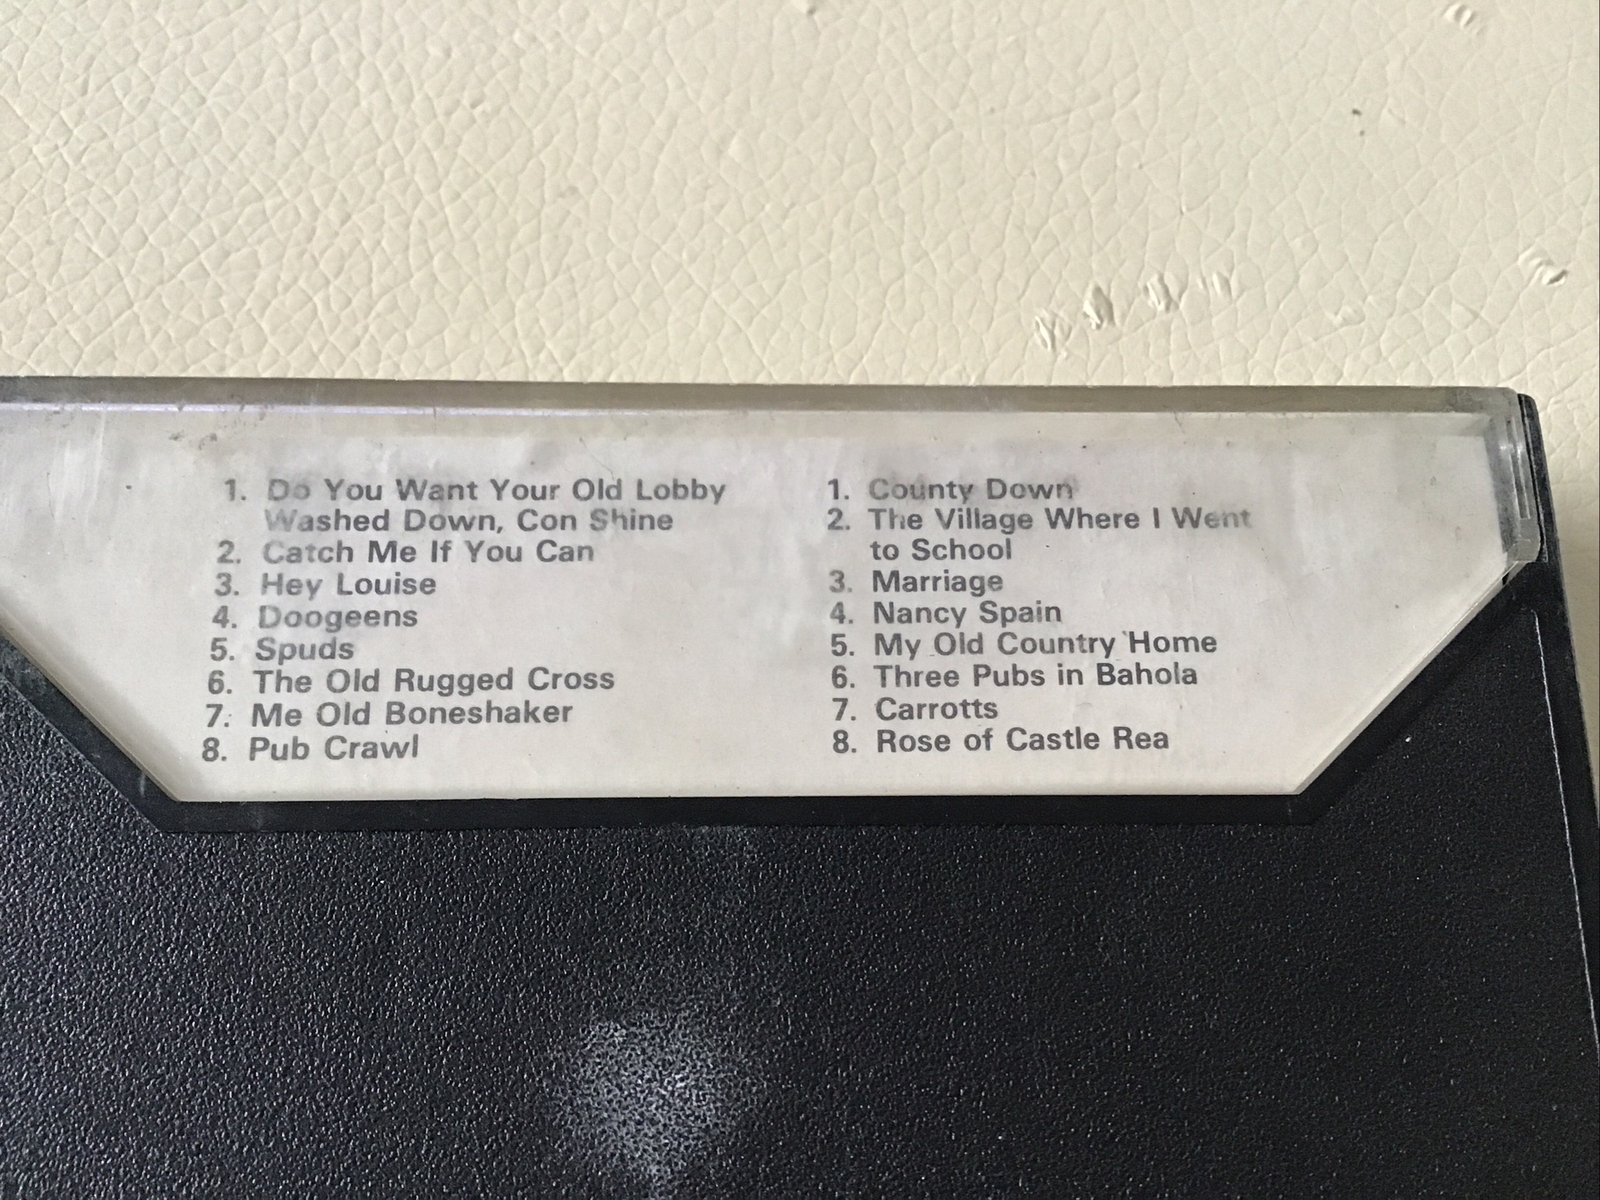 1. Do You Want Your Old Lobby
Washed Down, Con Shine
2. Catch Me If You Can
3. Hey Louise
4. Doogeens
5. Spuds
6. The Old Rugged Cross
7. Me Old Boneshaker
8. Pub Crawl
1. County Down
2. The Village Where I Went
to School
3. Marriage
4. Nancy Spain
5. My Old Country Home
6. Three Pubs in Bahola
7. Carrotts
8. Rose of Castle Rea